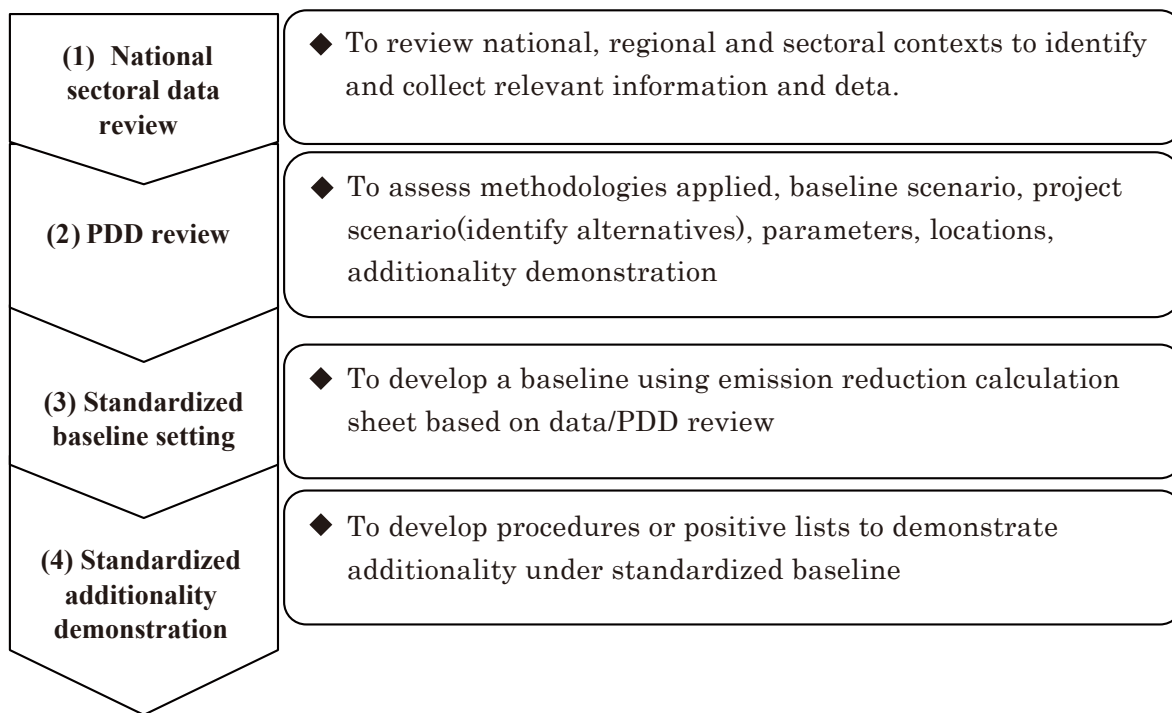 (1) National
sectoral data
review
◆ To review national, regional and sectoral contexts to identify
and collect relevant information and deta.
(2) PDD review
◆ To assess methodologies applied, baseline scenario, project
scenario(identify alternatives), parameters, locations,
additionality demonstration
(3) Standardized
baseline setting
◆ To develop a baseline using emission reduction calculation
sheet based on data/PDD review
(4) Standardized
additionality
demonstration
◆ To develop procedures or positive lists to demonstrate
additionality under standardized baseline